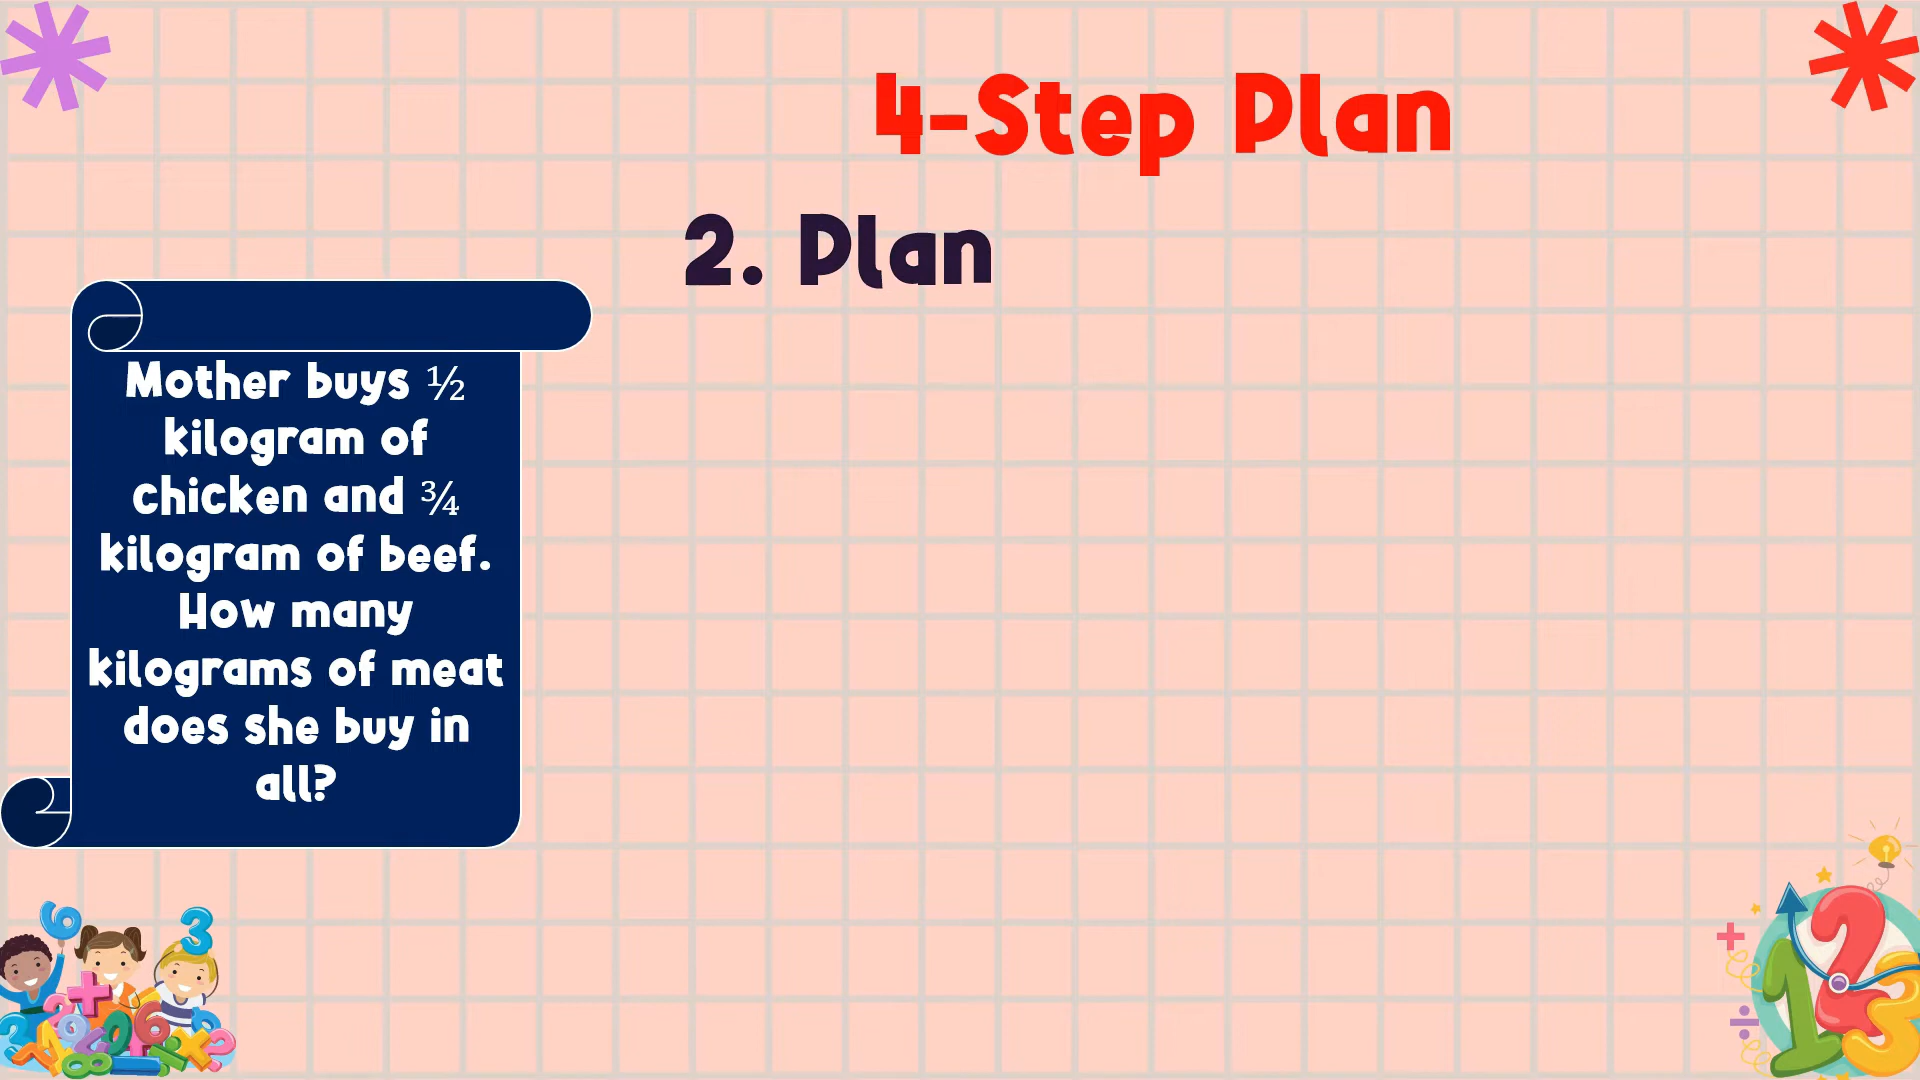 4-Step Plan
2. Plan
Mother buys ½
kilogram of
chicken and ¾
kilogram of beef.
How many
kilograms of meat
does she buy in
all?